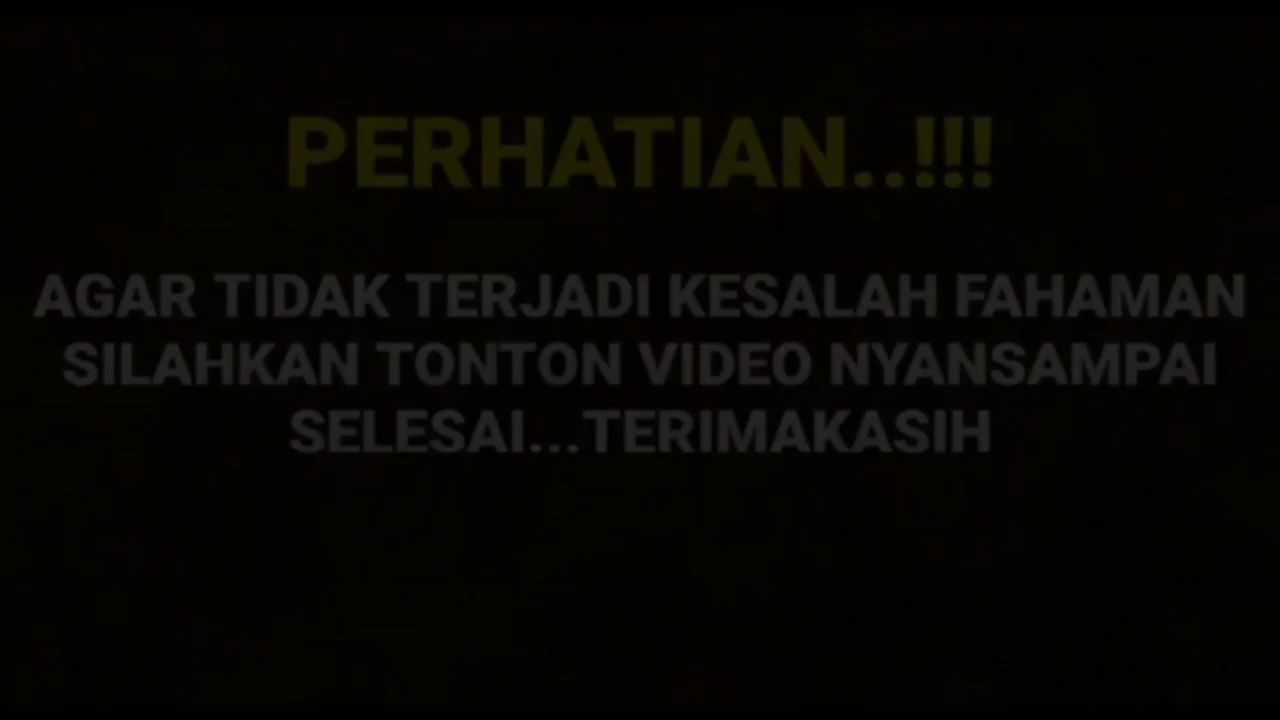 PERHATIAN..!!!
AGAR TIDAK TERJADI KESALAH FAHAMAN
SILAHKAN TONTON VIDEO NYANSAMPAI
SELESAI...TERIMAKASIH